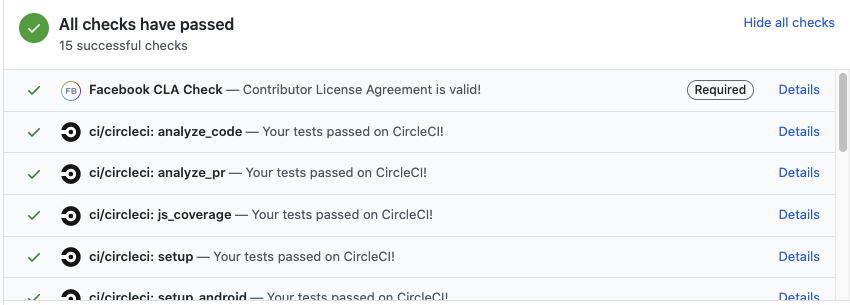 All checks have passed
Hide all checks
15 successful checks
FB Facebook CLA Check — Contributor License Agreement is valid! Required Details
ci/circleci: analyze_code — Your tests passed on CircleCI! Details
ci/circleci: analyze_pr — Your tests passed on CircleCI! Details
ci/circleci: js_coverage — Your tests passed on CircleCI! Details
ci/circleci: setup — Your tests passed on CircleCI! Details
ci/circleci: setup_android — Your tests passed on CircleCI! Details